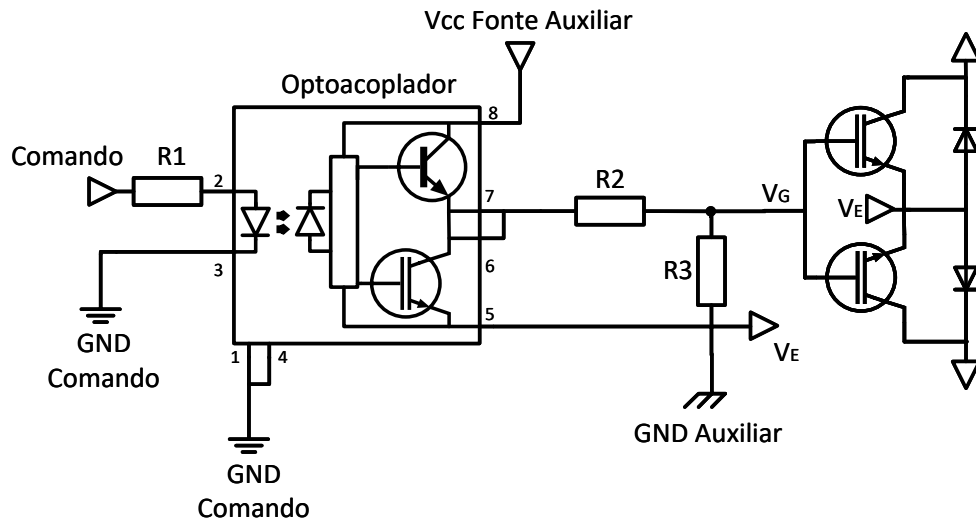 Vcc Fonte Auxiliar
Optoacoplador
8
Comando
R1
2
7
R2
VG
VE
3
6
R3
5
VE
GND
Comando
1
4
GND Auxiliar
GND
Comando